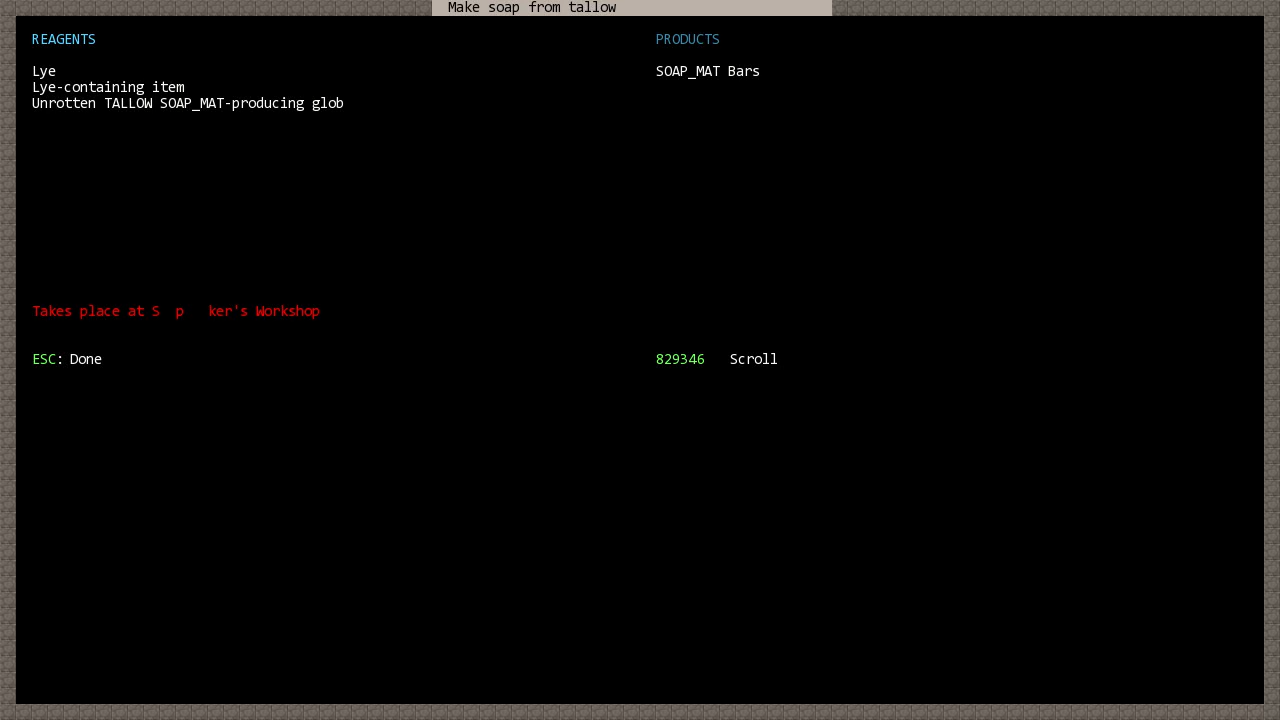 Make soap from tallow
REAGENTS
PRODUCTS
Lye
SOAP_MAT Bars
Lye-containing item
Unrotten TALLOW SOAP_MAT-producing glob
Takes place at S p ker's Workshop
ESC: Done
829346 Scroll